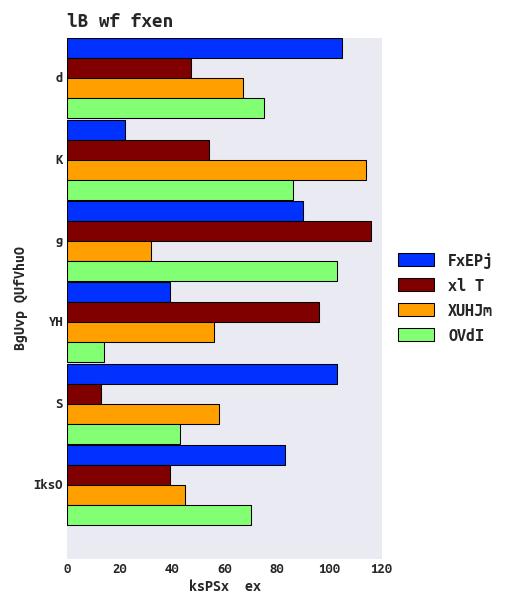 lB wf fxen
d
K
g
YH
S
IksO
BgUvp QUfVhuO
0 20 40 60 80 100 120
ksPSx  ex
FxEPj
xl T
XUHJm
OVdI